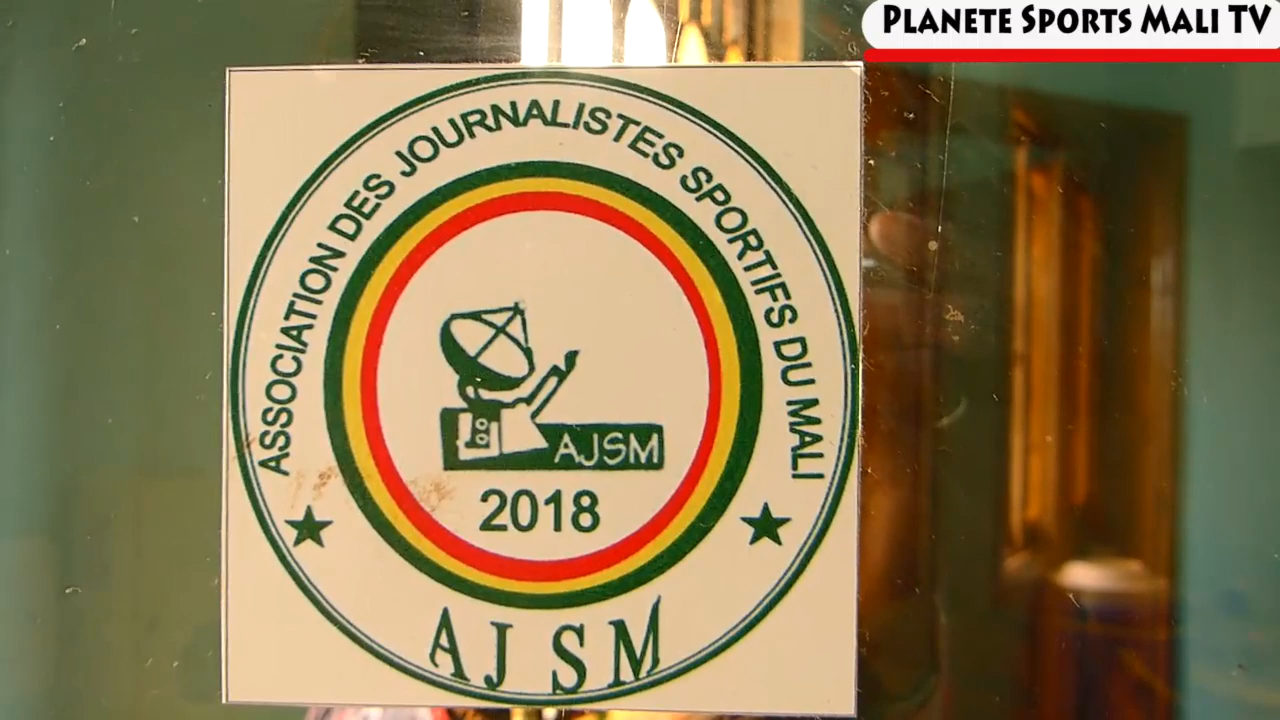 PLANETE SPORTS MALI TV
ASSOCIATION DES JOURNALISTES SPORTIFS DU MALI
AJSM
2018
AJSM